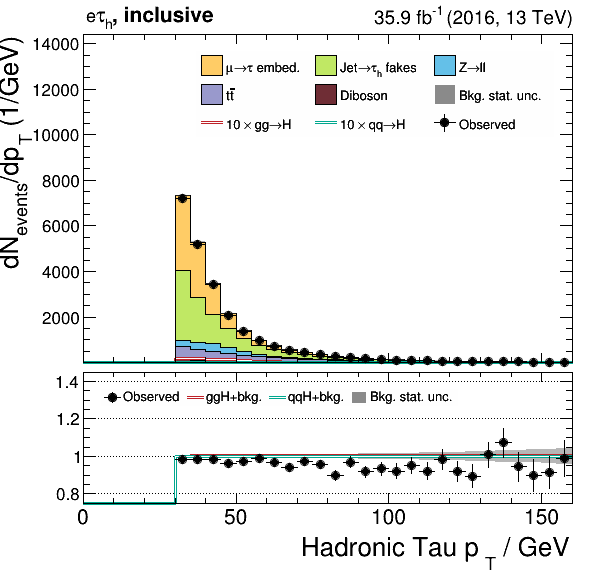 eτh, inclusive 35.9 fb-1 (2016, 13 TeV)
14000
12000
10000
8000
6000
4000
2000
dNevents/dpT (1/GeV)
μ→τ embed. Jet→τh fakes Z→ll
tt̅ Diboson Bkg. stat. unc.
10 × gg→H 10 × qq→H Observed
1.4
1.2
1
0.8
Observed ggH+bkg. qqH+bkg. Bkg. stat. unc.
0 50 100 150
Hadronic Tau pT / GeV